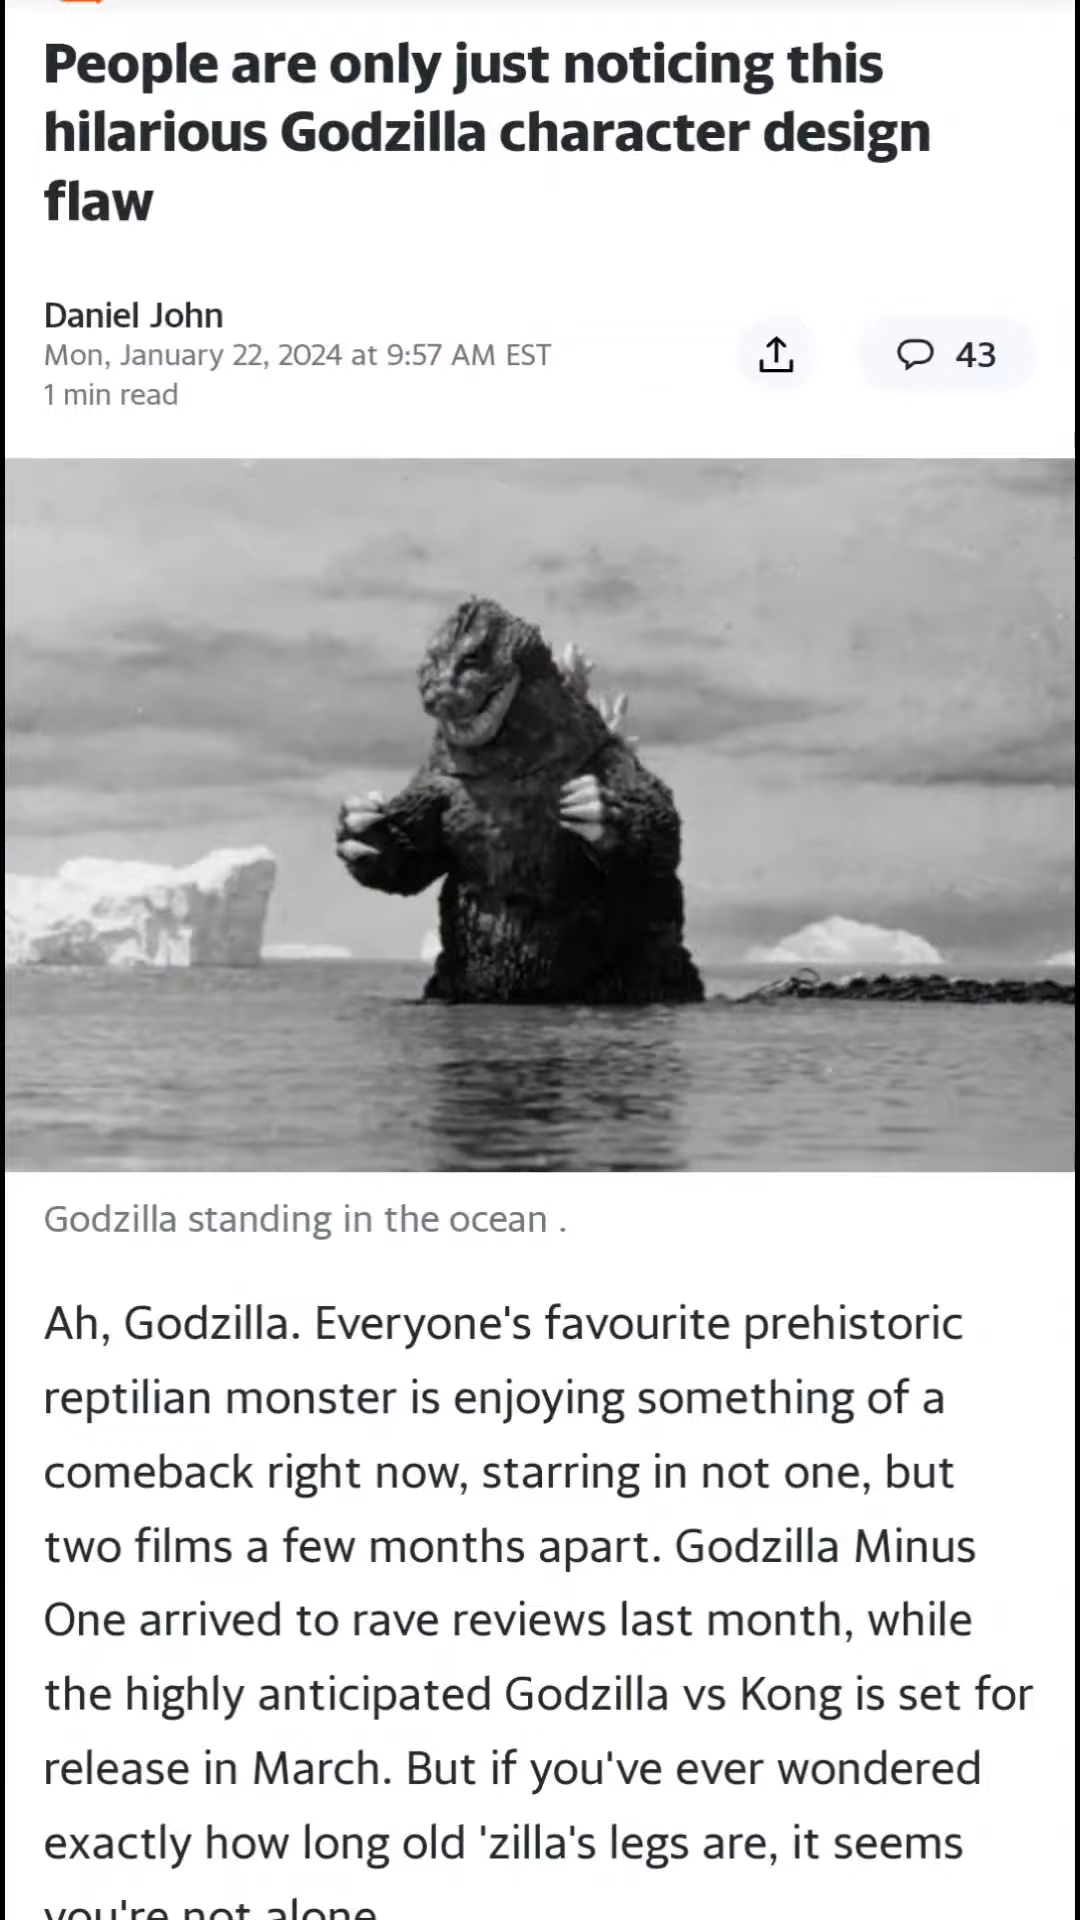 People are only just noticing this
hilarious Godzilla character design
flaw
Daniel John
Mon, January 22, 2024 at 9:57 AM EST
1 min read
43
Godzilla standing in the ocean .
Ah, Godzilla. Everyone's favourite prehistoric
reptilian monster is enjoying something of a
comeback right now, starring in not one, but
two films a few months apart. Godzilla Minus
One arrived to rave reviews last month, while
the highly anticipated Godzilla vs Kong is set for
release in March. But if you've ever wondered
exactly how long old 'zilla's legs are, it seems
you're not alone